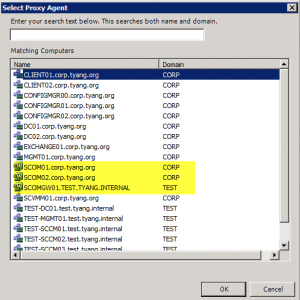 Select Proxy Agent
Enter your search text below. This searches both name and domain.
Matching Computers
Name Domain
CLIENT01.corp.tyang.org CORP
CLIENT02.corp.tyang.org CORP
CONFIGMGR00.corp.tyang.org CORP
CONFIGMGR01.corp.tyang.org CORP
CONFIGMGR02.corp.tyang.org CORP
DC01.corp.tyang.org CORP
DC02.corp.tyang.org CORP
EXCHANGE01.corp.tyang.org CORP
MGMT01.corp.tyang.org CORP
SCOM01.corp.tyang.org CORP
SCOM02.corp.tyang.org CORP
SCOMGW01.TEST.TYANG.INTERNAL TEST
SCVMM01.corp.tyang.org CORP
TEST-DC01.test.tyang.internal TEST
TEST-MGMT01.test.tyang.internal TEST
TEST-SCCM01.test.tyang.internal TEST
TEST-SCCM02.test.tyang.internal TEST
TEST-SCCM03.test.tyang.internal TEST
OK Cancel